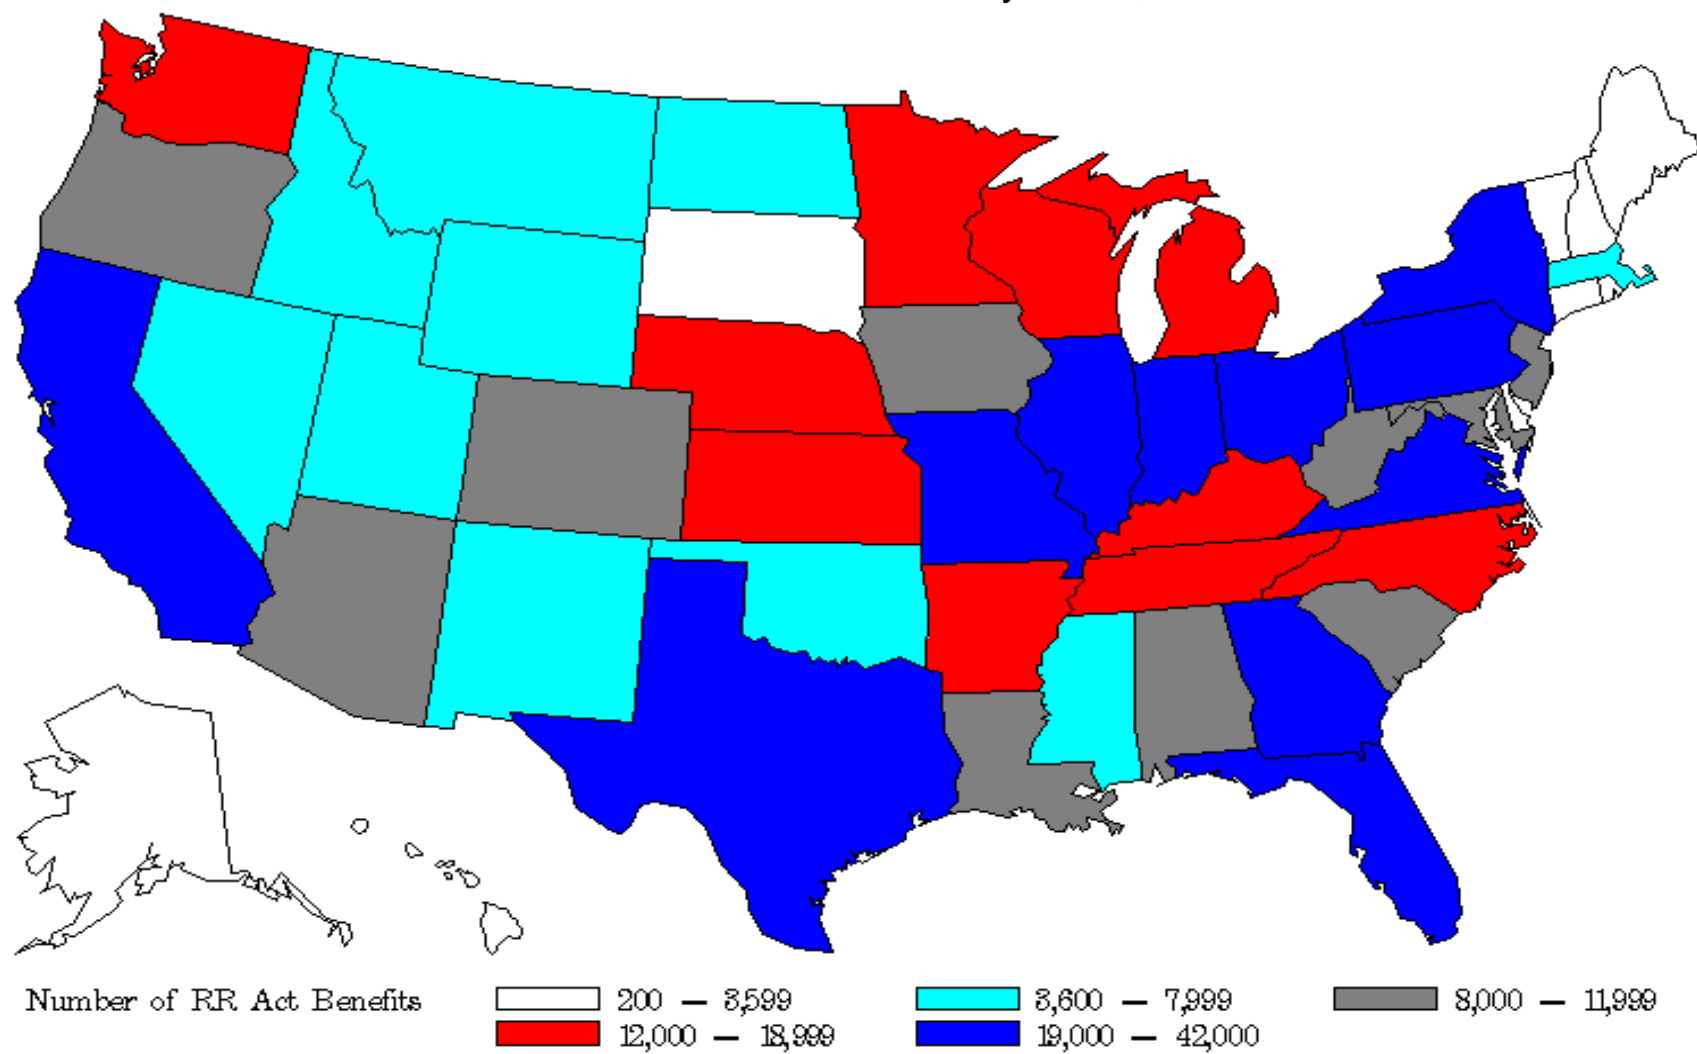 Number of RR Act Benefits 200 — 3,599 3,600 — 7,999 8,000 — 11,999
12,000 — 18,999 19,000 — 42,000